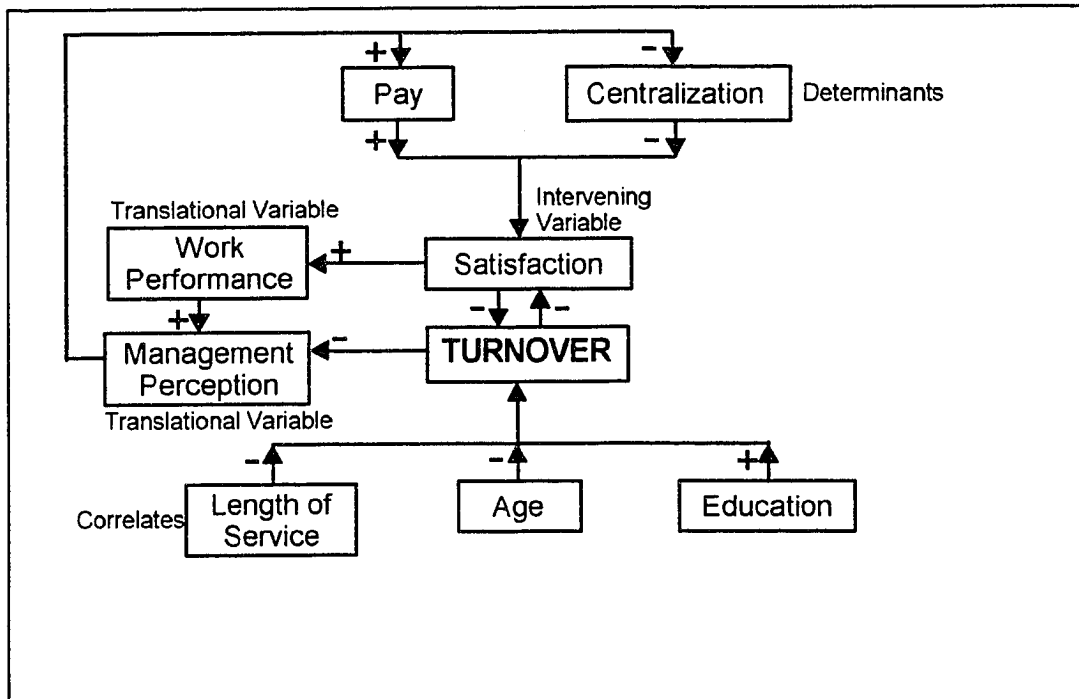 +
-
Pay
Centralization
Determinants
+
-
Intervening
Variable
Translational Variable
Work
Performance
+
Satisfaction
+
-
-
Management
Perception
-
TURNOVER
Translational Variable
-
-
+
Correlates
Length of
Service
Age
Education